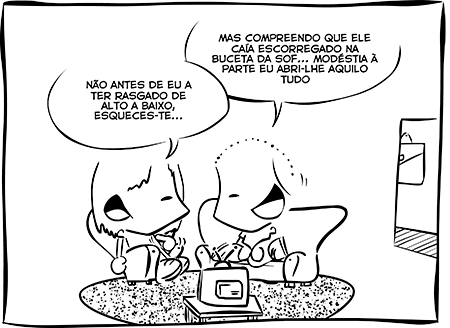 MAS COMPREENDO QUE ELE
CAÍA ESCORREGADO NA
BUCETA DA SOF... MODÉSTIA À
PARTE EU ABRI-LHE AQUILO
TUDO
NÃO ANTES DE EU A
TER RASGADO DE
ALTO A BAIXO,
ESQUECES-TE...